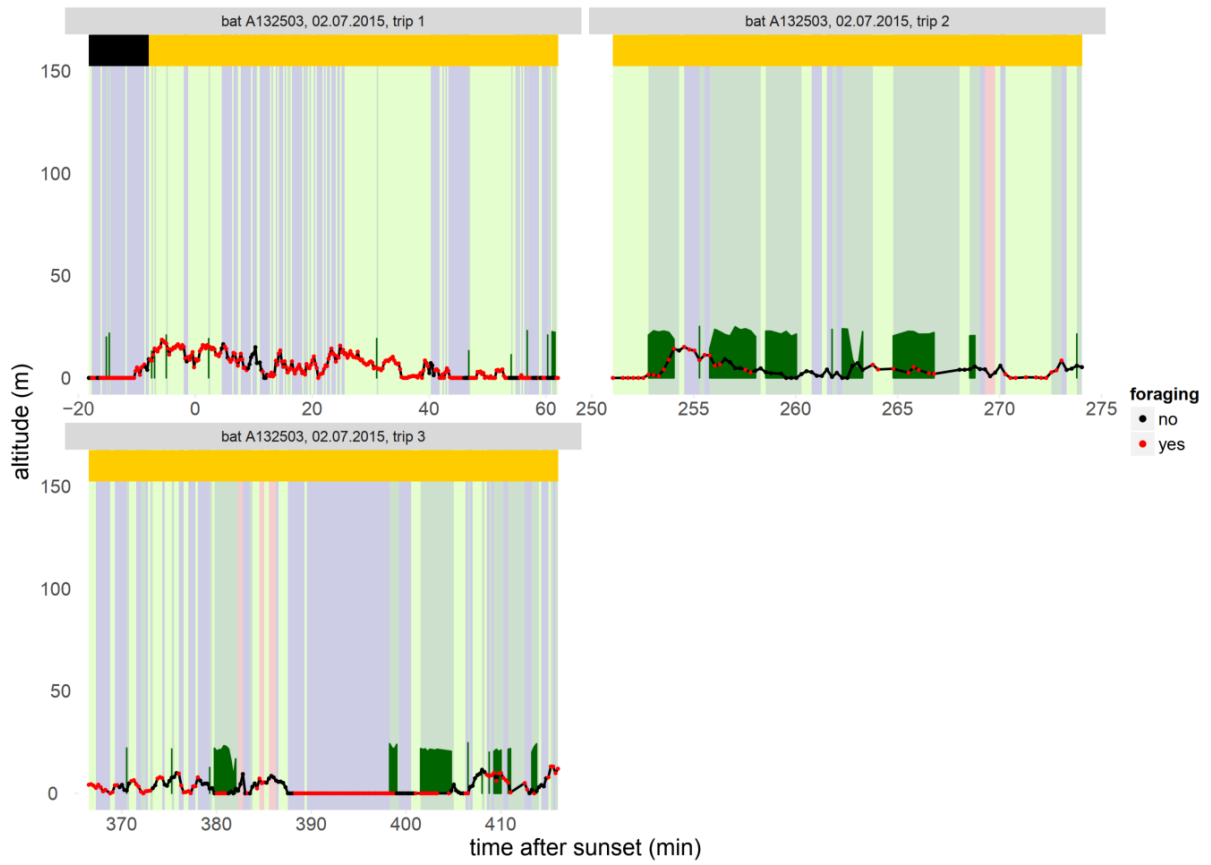 bat A132503, 02.07.2015, trip 1
bat A132503, 02.07.2015, trip 2
150
100
50
0
−20 0 20 40 60
250 255 260 265 270 275
bat A132503, 02.07.2015, trip 3
150
100
50
0
370 380 390 400 410
altitude (m)
time after sunset (min)
foraging
no
yes